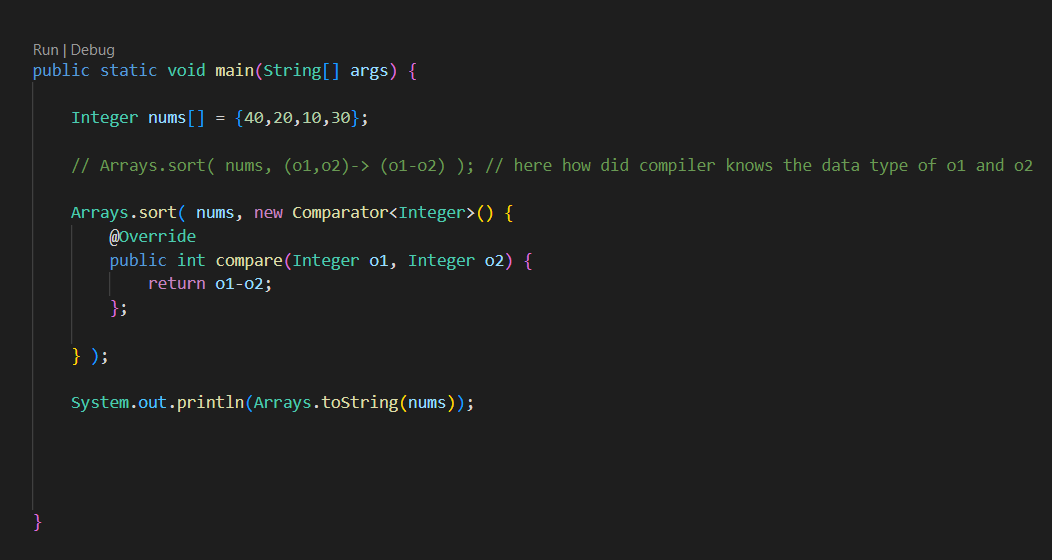 Run | Debug
public static void main(String[] args) {
Integer nums[] = {40,20,10,30};
// Arrays.sort( nums, (o1,o2)-> (o1-o2) ); // here how did compiler knows the data type of o1 and o2
Arrays.sort( nums, new Comparator<Integer>() {
@Override
public int compare(Integer o1, Integer o2) {
return o1-o2;
};
} );
System.out.println(Arrays.toString(nums));
}